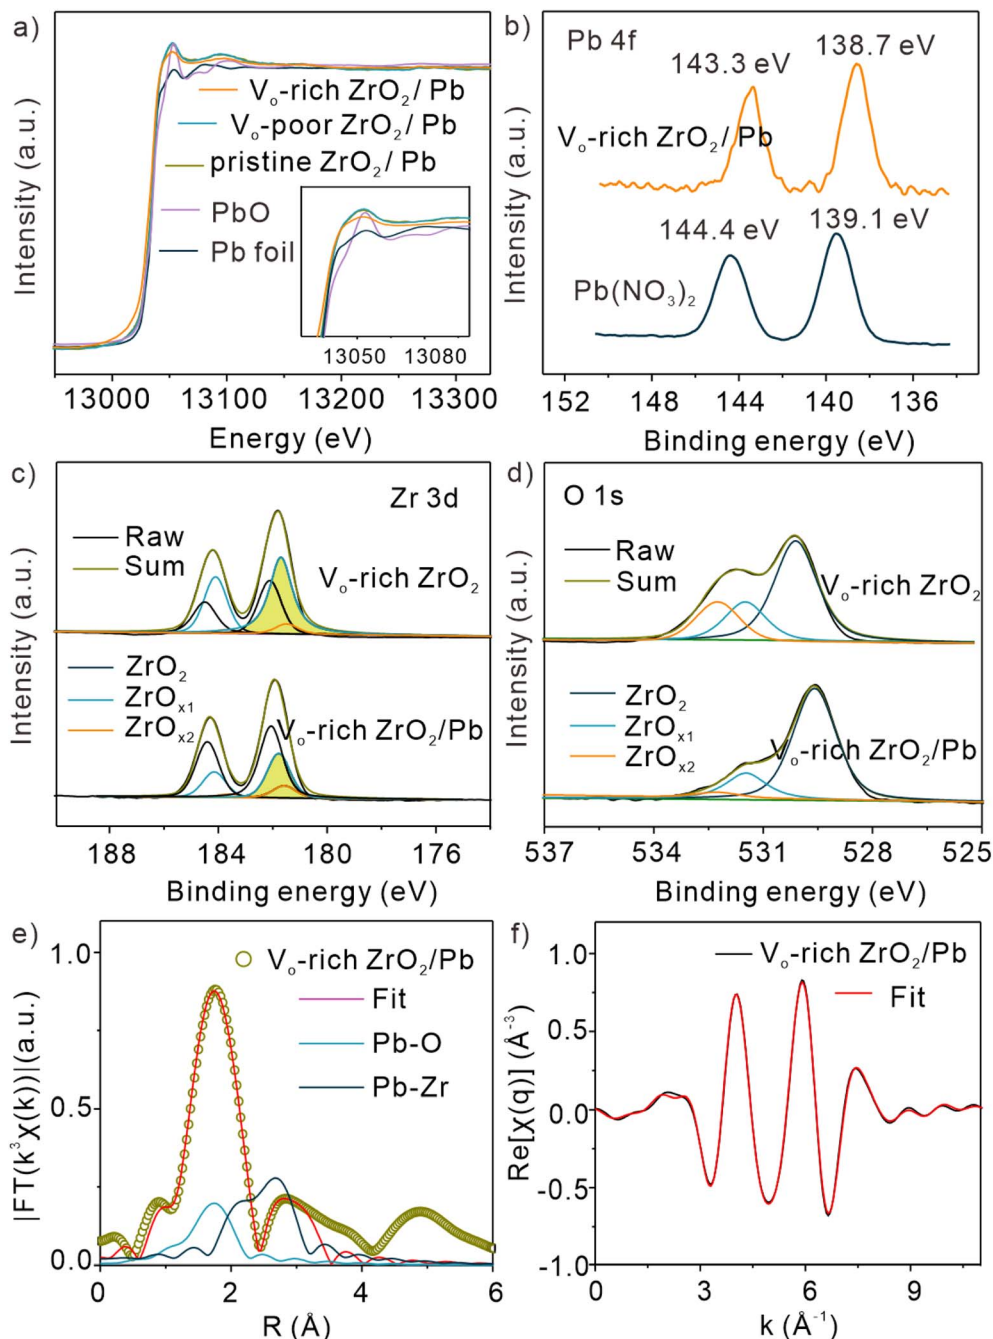 a)
Intensity (a.u.)
Vo-rich ZrO2/ Pb
Vo-poor ZrO2/ Pb
pristine ZrO2/ Pb
PbO
Pb foil
13050 13080
13000 13100 13200 13300
Energy (eV)
b)
Intensity (a.u.)
Pb 4f
138.7 eV
143.3 eV
Vo-rich ZrO2/ Pb
139.1 eV
144.4 eV
Pb(NO3)2
152 148 144 140 136
Binding energy (eV)
c)
Intensity (a.u.)
Zr 3d
Raw
Sum
Vo-rich ZrO2
ZrO2
ZrOx1
ZrOx2
Vo-rich ZrO2/Pb
188 184 180 176
Binding energy (eV)
d)
Intensity (a.u.)
O 1s
Raw
Sum
Vo-rich ZrO2
ZrO2
ZrOx1
ZrOx2
Vo-rich ZrO2/Pb
537 534 531 528 525
Binding energy (eV)
e)
|FT(k³χ(k))|(a.u.)
1.0
0.5
0.0
Vo-rich ZrO2/Pb
Fit
Pb-O
Pb-Zr
0 2 4 6
R (Å)
f)
Re[χ(q)] (Å⁻³)
1.0
0.5
0.0
-0.5
-1.0
Vo-rich ZrO2/Pb
Fit
0 3 6 9
k (Å⁻¹)